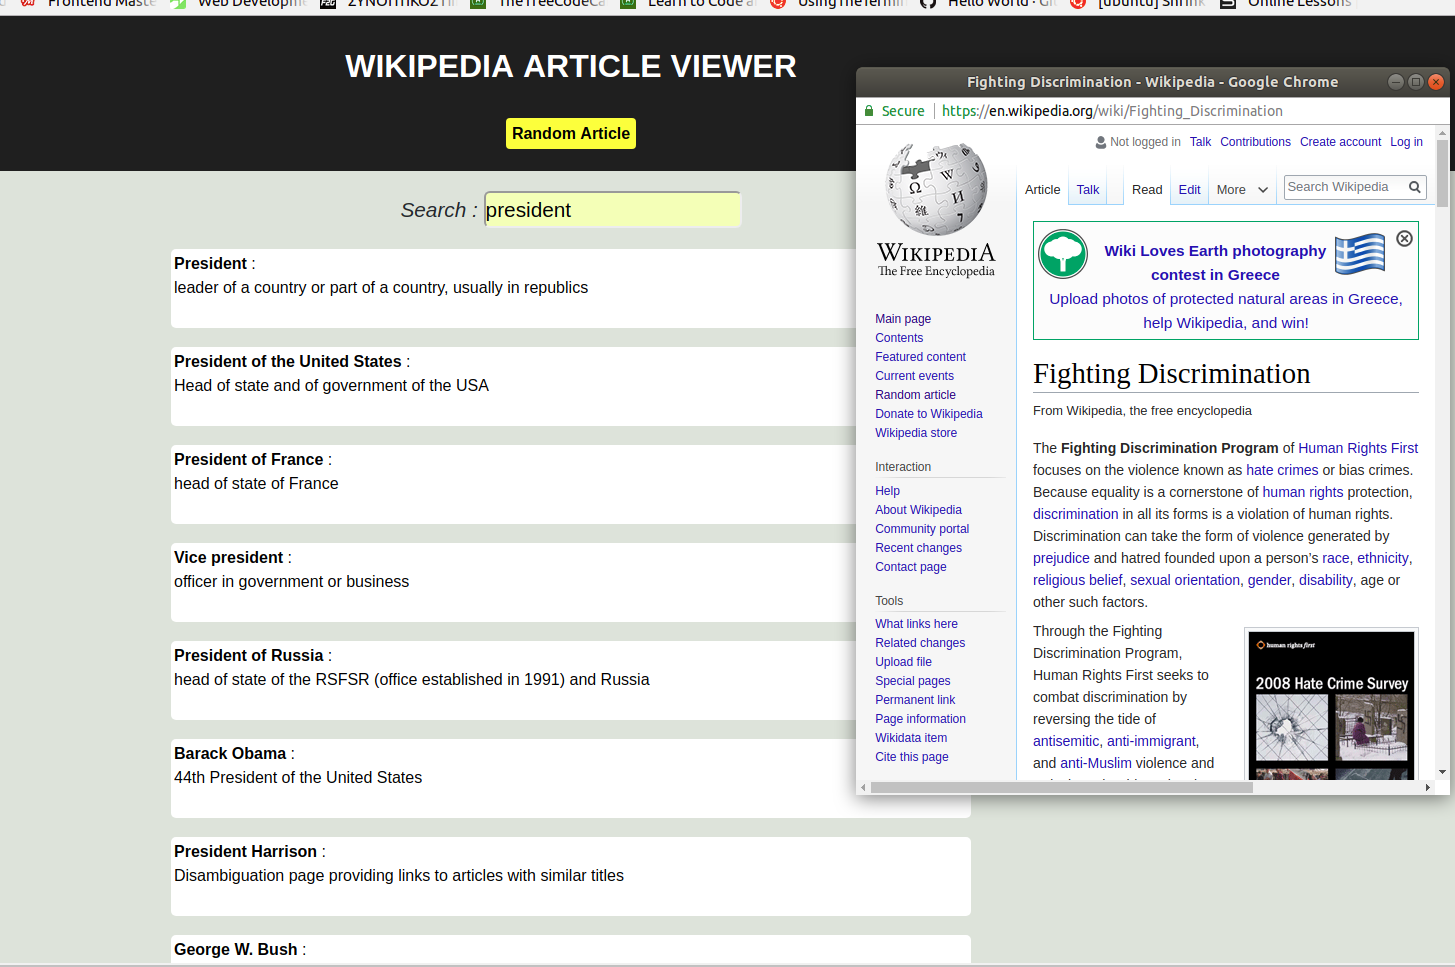 Frontend Maste
Web Developme
ZYNOITIKOZ
TheTreeCodeCa
Learn to Code a
UsingTheTermin
Hello World · Gi
[ubuntu] Shrink
Online Lessons
WIKIPEDIA ARTICLE VIEWER
Random Article
Search : president
President :
leader of a country or part of a country, usually in republics
President of the United States :
Head of state and of government of the USA
President of France :
head of state of France
Vice president :
officer in government or business
President of Russia :
head of state of the RSFSR (office established in 1991) and Russia
Barack Obama :
44th President of the United States
President Harrison :
Disambiguation page providing links to articles with similar titles
George W. Bush :
Fighting Discrimination - Wikipedia - Google Chrome
Secure https://en.wikipedia.org/wiki/Fighting_Discrimination
Not logged in Talk Contributions Create account Log in
Article Talk Read Edit More Search Wikipedia
WIKIPEDIA
The Free Encyclopedia
Main page
Contents
Featured content
Current events
Random article
Donate to Wikipedia
Wikipedia store
Interaction
Help
About Wikipedia
Community portal
Recent changes
Contact page
Tools
What links here
Related changes
Upload file
Special pages
Permanent link
Page information
Wikidata item
Cite this page
Wiki Loves Earth photography
contest in Greece
Upload photos of protected natural areas in Greece,
help Wikipedia, and win!
Fighting Discrimination
From Wikipedia, the free encyclopedia
The Fighting Discrimination Program of Human Rights First
focuses on the violence known as hate crimes or bias crimes.
Because equality is a cornerstone of human rights protection,
discrimination in all its forms is a violation of human rights.
Discrimination can take the form of violence generated by
prejudice and hatred founded upon a person's race, ethnicity,
religious belief, sexual orientation, gender, disability, age or
other such factors.
Through the Fighting
Discrimination Program,
Human Rights First seeks to
combat discrimination by
reversing the tide of
antisemitic, anti-immigrant,
and anti-Muslim violence and
human rights first
2008 Hate Crime Survey